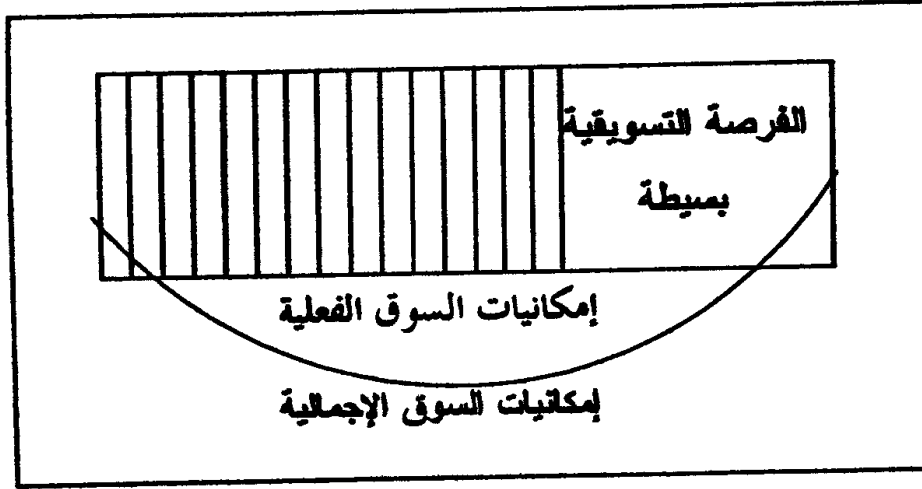 الفرصة التسويقية
بسيطة
إمكانيات السوق الفعلية
إمكانيات السوق الإجمالية